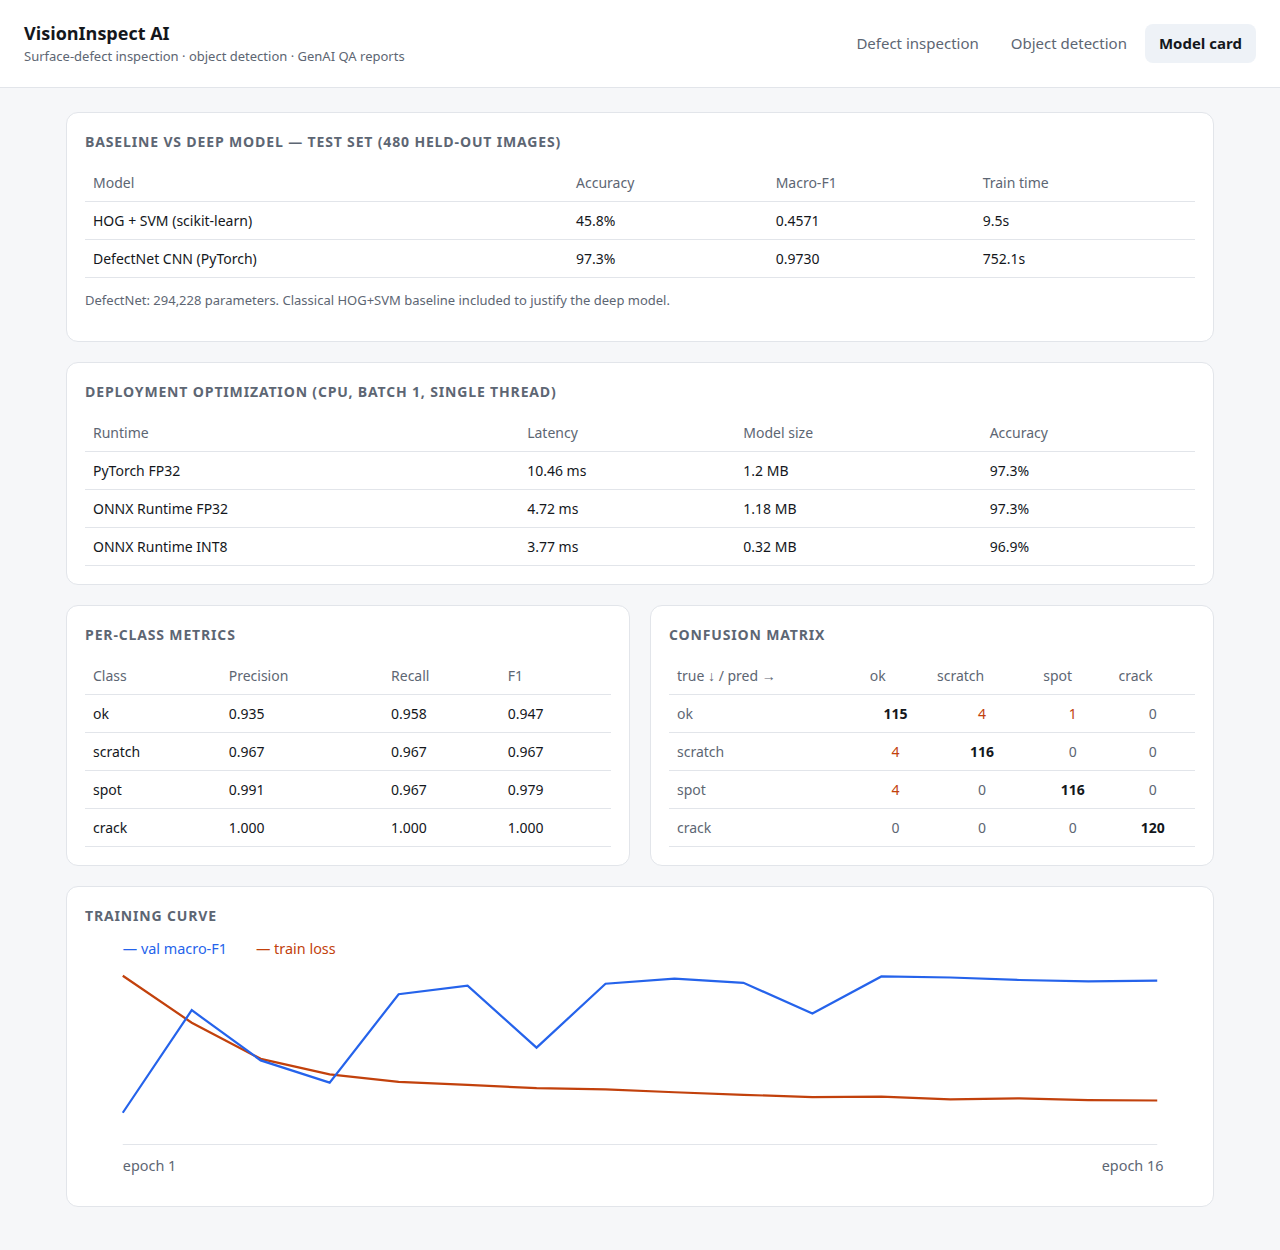 VisionInspect AI
Surface-defect inspection · object detection · GenAI QA reports
Defect inspection Object detection Model card
BASELINE VS DEEP MODEL — TEST SET (480 HELD-OUT IMAGES)
Model Accuracy Macro-F1 Train time
HOG + SVM (scikit-learn) 45.8% 0.4571 9.5s
DefectNet CNN (PyTorch) 97.3% 0.9730 752.1s
DefectNet: 294,228 parameters. Classical HOG+SVM baseline included to justify the deep model.
DEPLOYMENT OPTIMIZATION (CPU, BATCH 1, SINGLE THREAD)
Runtime Latency Model size Accuracy
PyTorch FP32 10.46 ms 1.2 MB 97.3%
ONNX Runtime FP32 4.72 ms 1.18 MB 97.3%
ONNX Runtime INT8 3.77 ms 0.32 MB 96.9%
PER-CLASS METRICS
Class Precision Recall F1
ok 0.935 0.958 0.947
scratch 0.967 0.967 0.967
spot 0.991 0.967 0.979
crack 1.000 1.000 1.000
CONFUSION MATRIX
true ↓ / pred → ok scratch spot crack
ok 115 4 1 0
scratch 4 116 0 0
spot 4 0 116 0
crack 0 0 0 120
TRAINING CURVE
— val macro-F1 — train loss
epoch 1 epoch 16